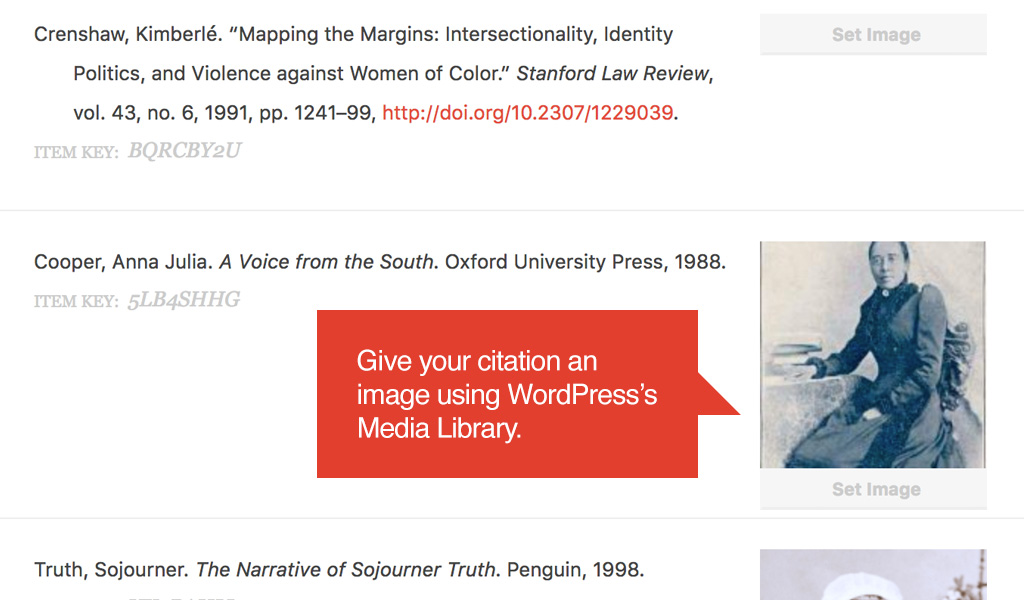 Crenshaw, Kimberlé. “Mapping the Margins: Intersectionality, Identity
Politics, and Violence against Women of Color.” Stanford Law Review,
vol. 43, no. 6, 1991, pp. 1241–99, http://doi.org/10.2307/1229039.
ITEM KEY: BQRCBY2U
Set Image
Cooper, Anna Julia. A Voice from the South. Oxford University Press, 1988.
ITEM KEY: 5LB4SHHG
Give your citation an
image using WordPress’s
Media Library.
Set Image
Truth, Sojourner. The Narrative of Sojourner Truth. Penguin, 1998.